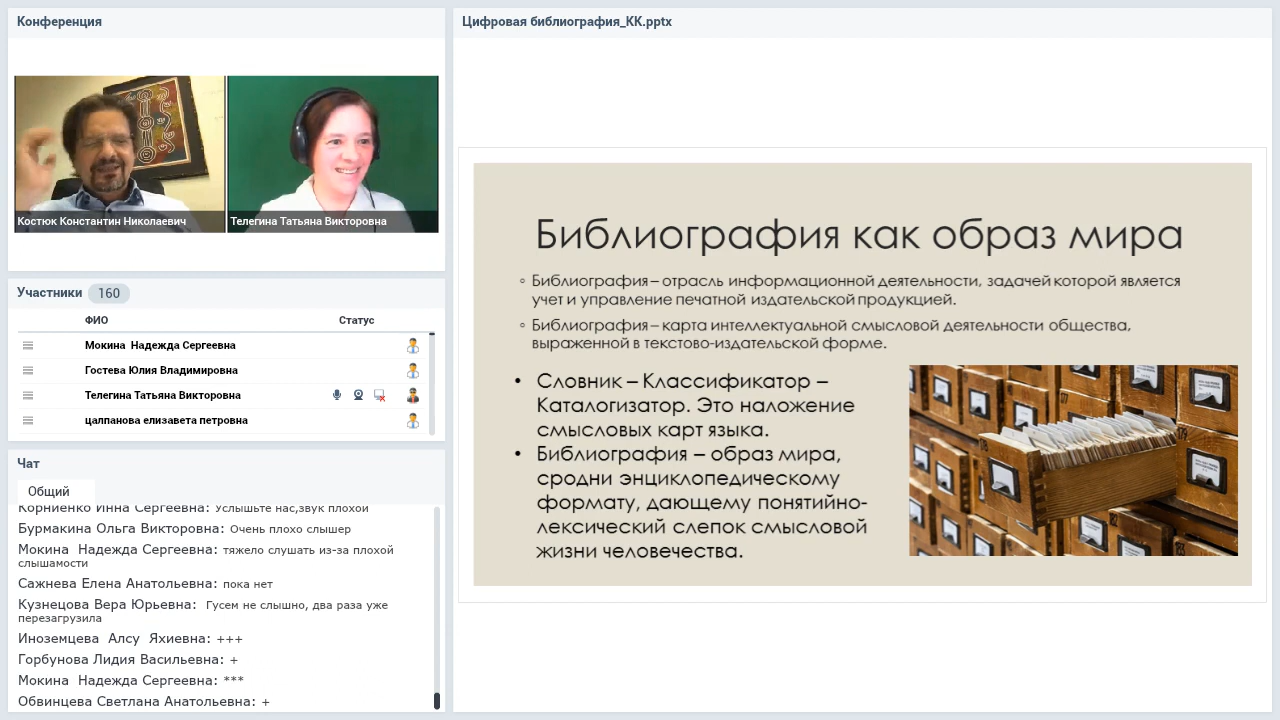 Конференция
Костюк Константин Николаевич
Телегина Татьяна Викторовна
Участники 160
ФИО Статус
Мокина Надежда Сергеевна
Гостева Юлия Владимировна
Телегина Татьяна Викторовна
цалпанова елизавета петровна
Чат
Общий
Корниенко Инна Сергеевна: Услышьте нас,звук плохой
Бурмакина Ольга Викторовна: Очень плохо слышер
Мокина Надежда Сергеевна: тяжело слушать из-за плохой
слышамости
Сажнева Елена Анатольевна: пока нет
Кузнецова Вера Юрьевна: Гусем не слышно, два раза уже
перезагрузила
Иноземцева Алсу Яхиевна: +++
Горбунова Лидия Васильевна: +
Мокина Надежда Сергеевна: ***
Обвинцева Светлана Анатольевна: +
Цифровая библиография_КК.pptx
Библиография как образ мира
◦ Библиография – отрасль информационной деятельности, задачей которой является
учет и управление печатной издательской продукцией.
◦ Библиография – карта интеллектуальной смысловой деятельности общества,
выраженной в текстово-издательской форме.
• Словник – Классификатор –
Каталогизатор. Это наложение
смысловых карт языка.
• Библиография – образ мира,
сродни энциклопедическому
формату, дающему понятийно-
лексический слепок смысловой
жизни человечества.